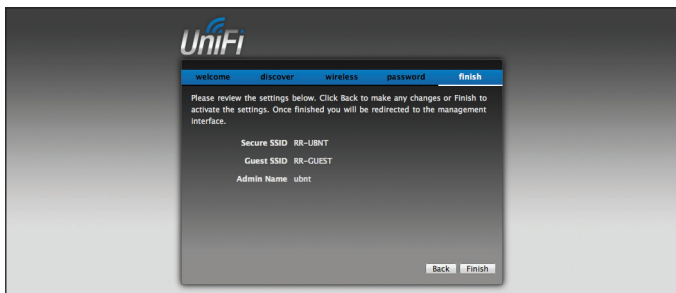 UniFi
welcome discover wireless password finish
Please review the settings below. Click Back to make any changes or Finish to
activate the settings. Once finished you will be redirected to the management
interface.
Secure SSID RR-UBNT
Guest SSID RR-GUEST
Admin Name ubnt
Back Finish